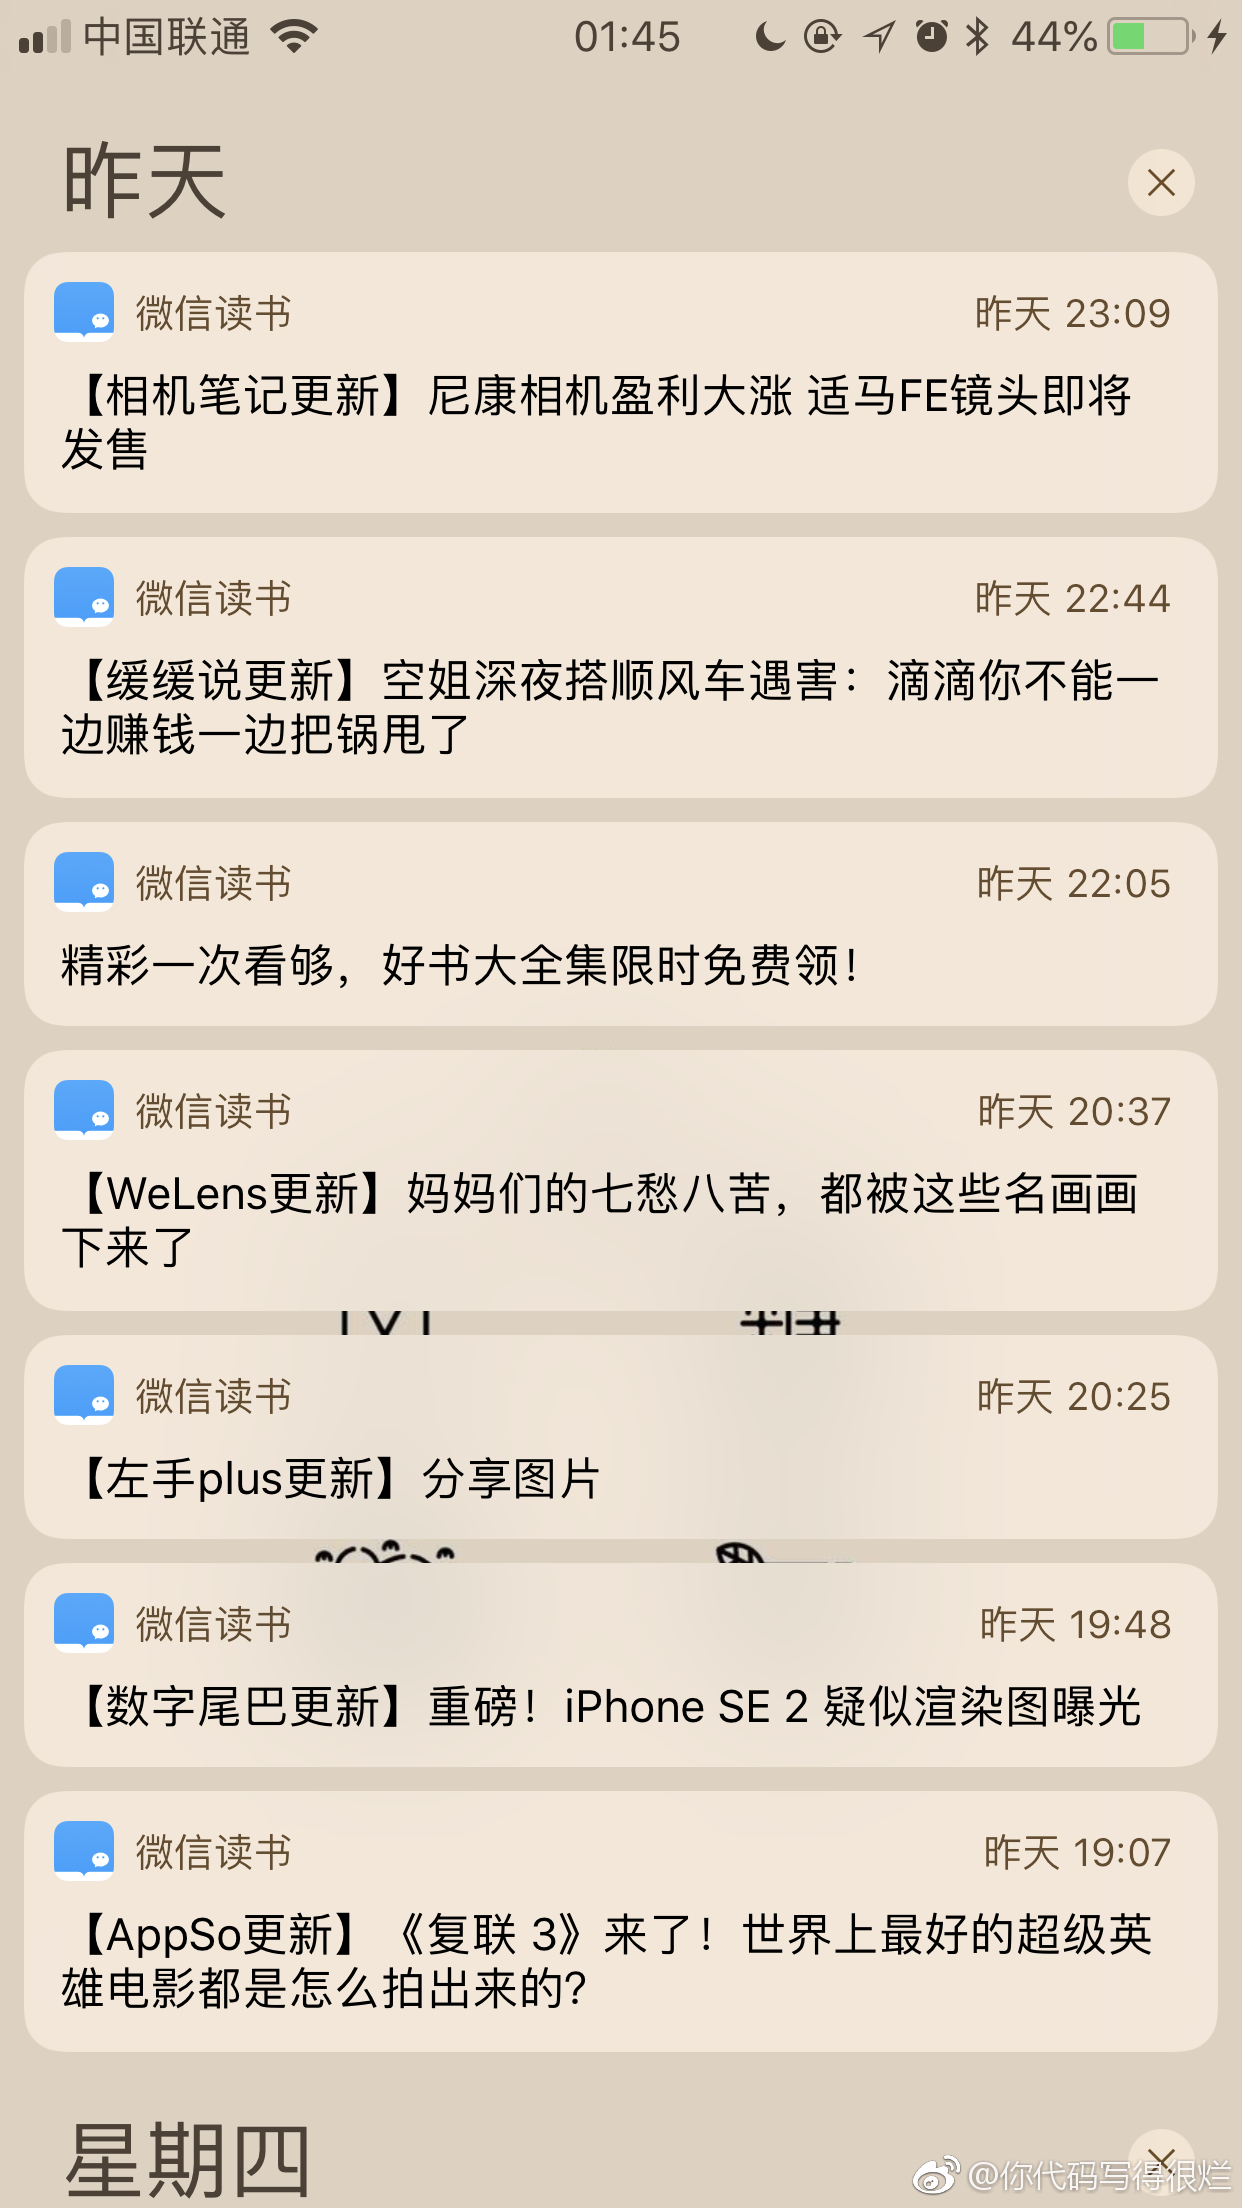 中国联通 01:45 44%
昨天
微信读书 昨天 23:09
【相机笔记更新】尼康相机盈利大涨 适马FE镜头即将
发售
微信读书 昨天 22:44
【缓缓说更新】空姐深夜搭顺风车遇害：滴滴你不能一
边赚钱一边把锅甩了
微信读书 昨天 22:05
精彩一次看够，好书大全集限时免费领！
微信读书 昨天 20:37
【WeLens更新】妈妈们的七愁八苦，都被这些名画画
下来了
微信读书 昨天 20:25
【左手plus更新】分享图片
微信读书 昨天 19:48
【数字尾巴更新】重磅！iPhone SE 2 疑似渲染图曝光
微信读书 昨天 19:07
【AppSo更新】《复联 3》来了！世界上最好的超级英
雄电影都是怎么拍出来的?
星期四
@你代码写得很烂